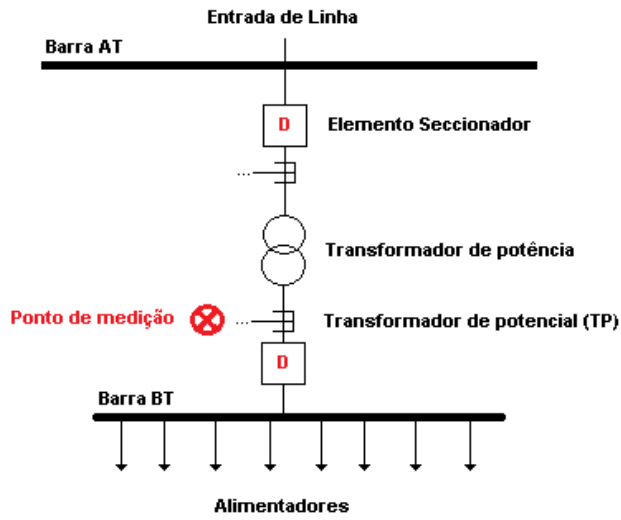 Entrada de Linha
Barra AT
D
Elemento Seccionador
...
Transformador de potência
Ponto de medição
...
Transformador de potencial (TP)
D
Barra BT
Alimentadores